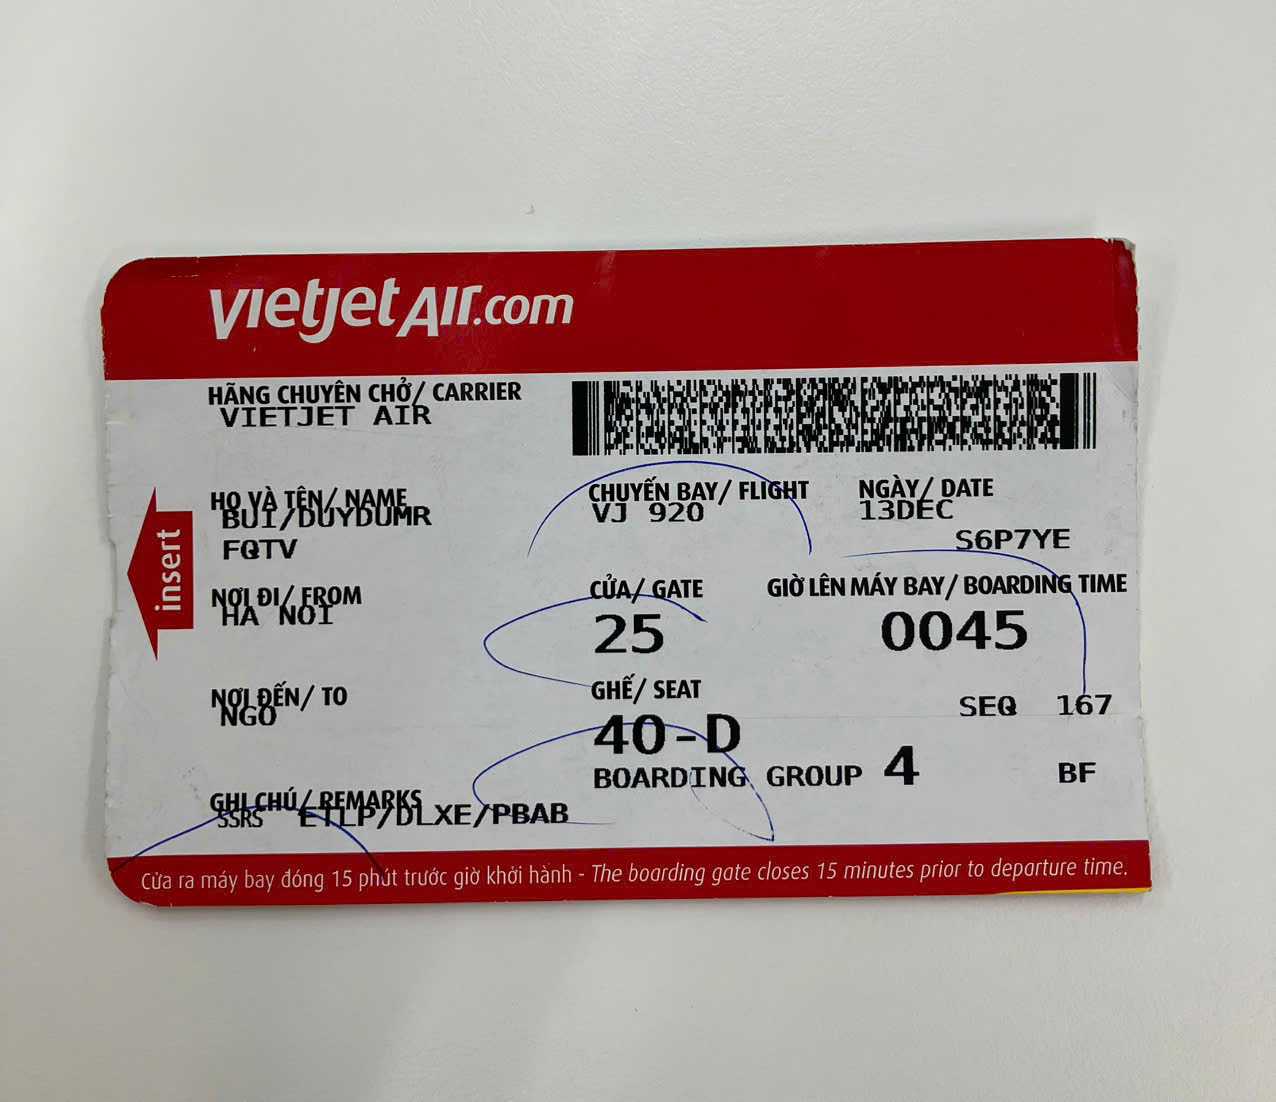 vietjet Air.com
HÃNG CHUYÊN CHỞ/ CARRIER
VIETJET AIR
HỌ VÀ TÊN/ NAME
BUI/DUYDUMR
FQTV
CHUYẾN BAY/ FLIGHT
VJ 920
NGÀY/ DATE
13DEC
S6P7YE
insert
NƠI ĐI/ FROM
HA NOI
CỬA/ GATE
25
GIỜ LÊN MÁY BAY/ BOARDING TIME
0045
NƠI ĐẾN/ TO
NGO
GHẾ/ SEAT
40-D
SEQ 167
BOARDING GROUP 4
BF
GHI CHÚ/ REMARKS
SSRS ETLP/DLXE/PBAB
Cửa ra máy bay đóng 15 phút trước giờ khởi hành - The boarding gate closes 15 minutes prior to departure time.